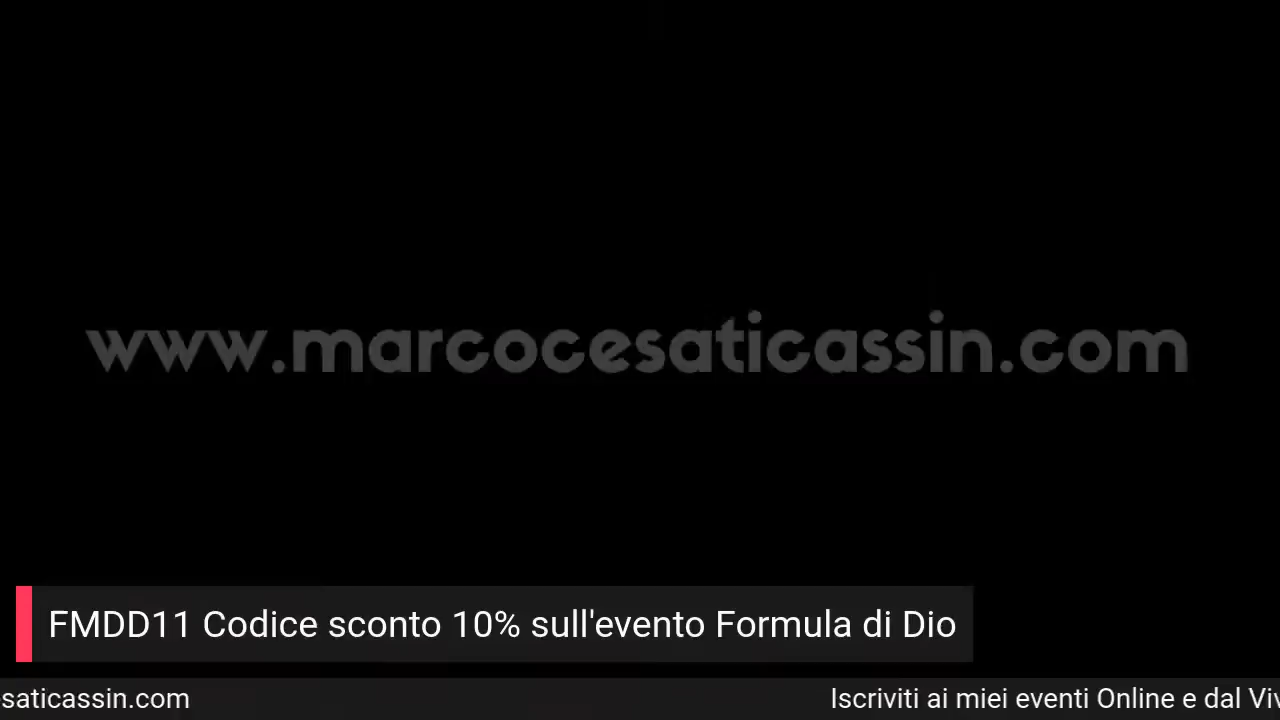 www.marcocesaticassin.com
FMDD11 Codice sconto 10% sull'evento Formula di Dio
saticassin.com Iscriviti ai miei eventi Online e dal